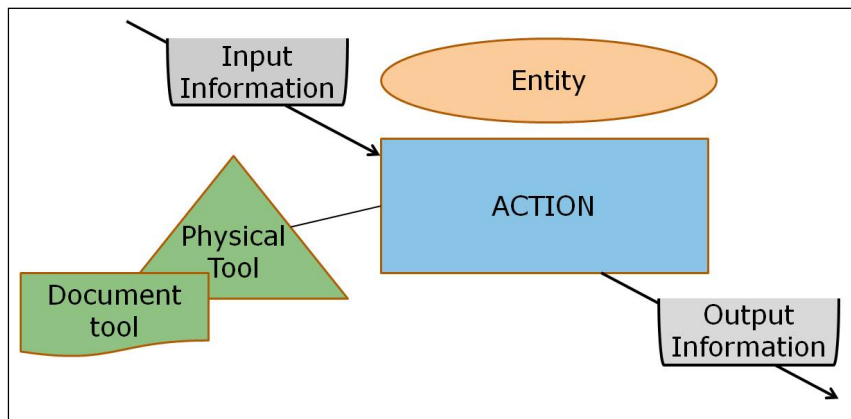 Input
Information
Entity
ACTION
Physical
Tool
Document
tool
Output
Information